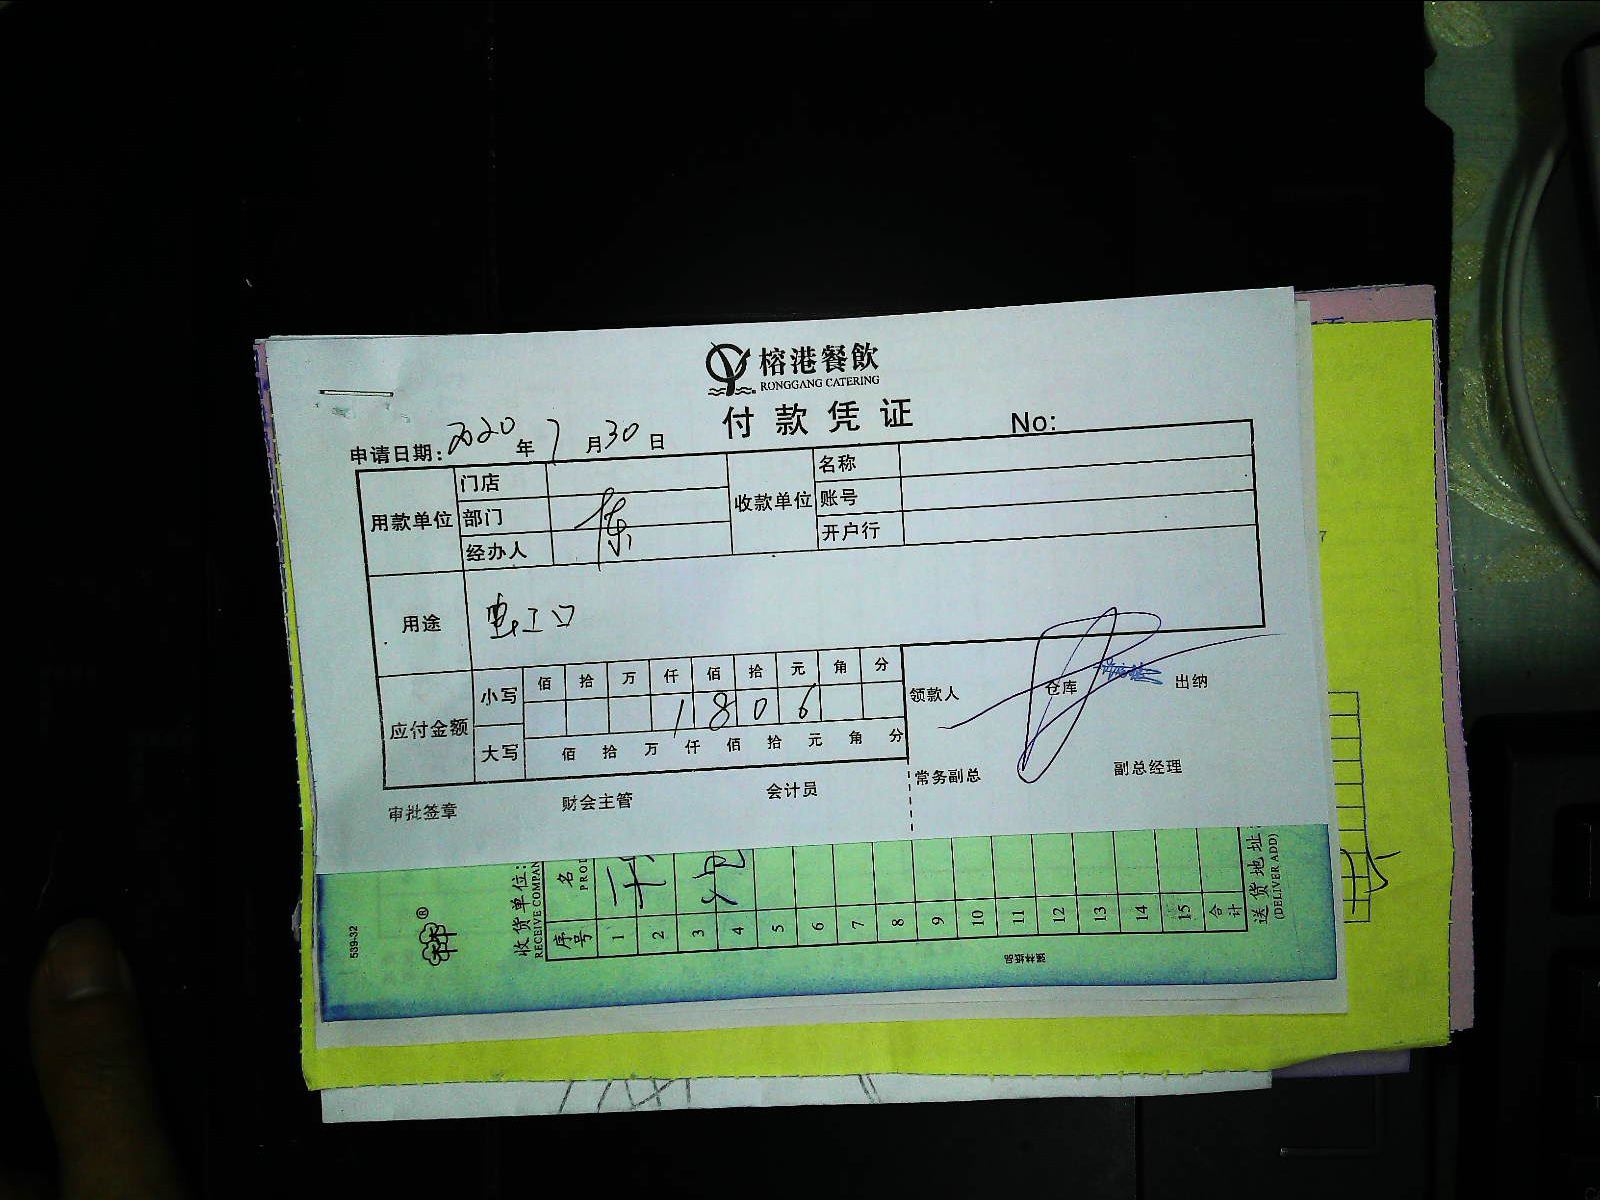 榕港餐飲
RONGGANG CATERING
付款凭证
No:
申请日期: 2020 年 7 月 30 日
用款单位
门店
部门
经办人
收款单位
名称
账号
开户行
用途
应付金额
小写
佰 拾 万 仟 佰 拾 元 角 分
1 8 0 6
大写
佰 拾 万 仟 佰 拾 元 角 分
领款人
仓库
出纳
常务副总
副总经理
审批签章
财会主管
会计员
539-32
®
收货单位:
RECEIVE COMPAN
序号
名
PROD
1
2
3
4
5
6
7
8
9
10
11
12
13
14
15
合计
送货地址:
(DELIVER ADD)